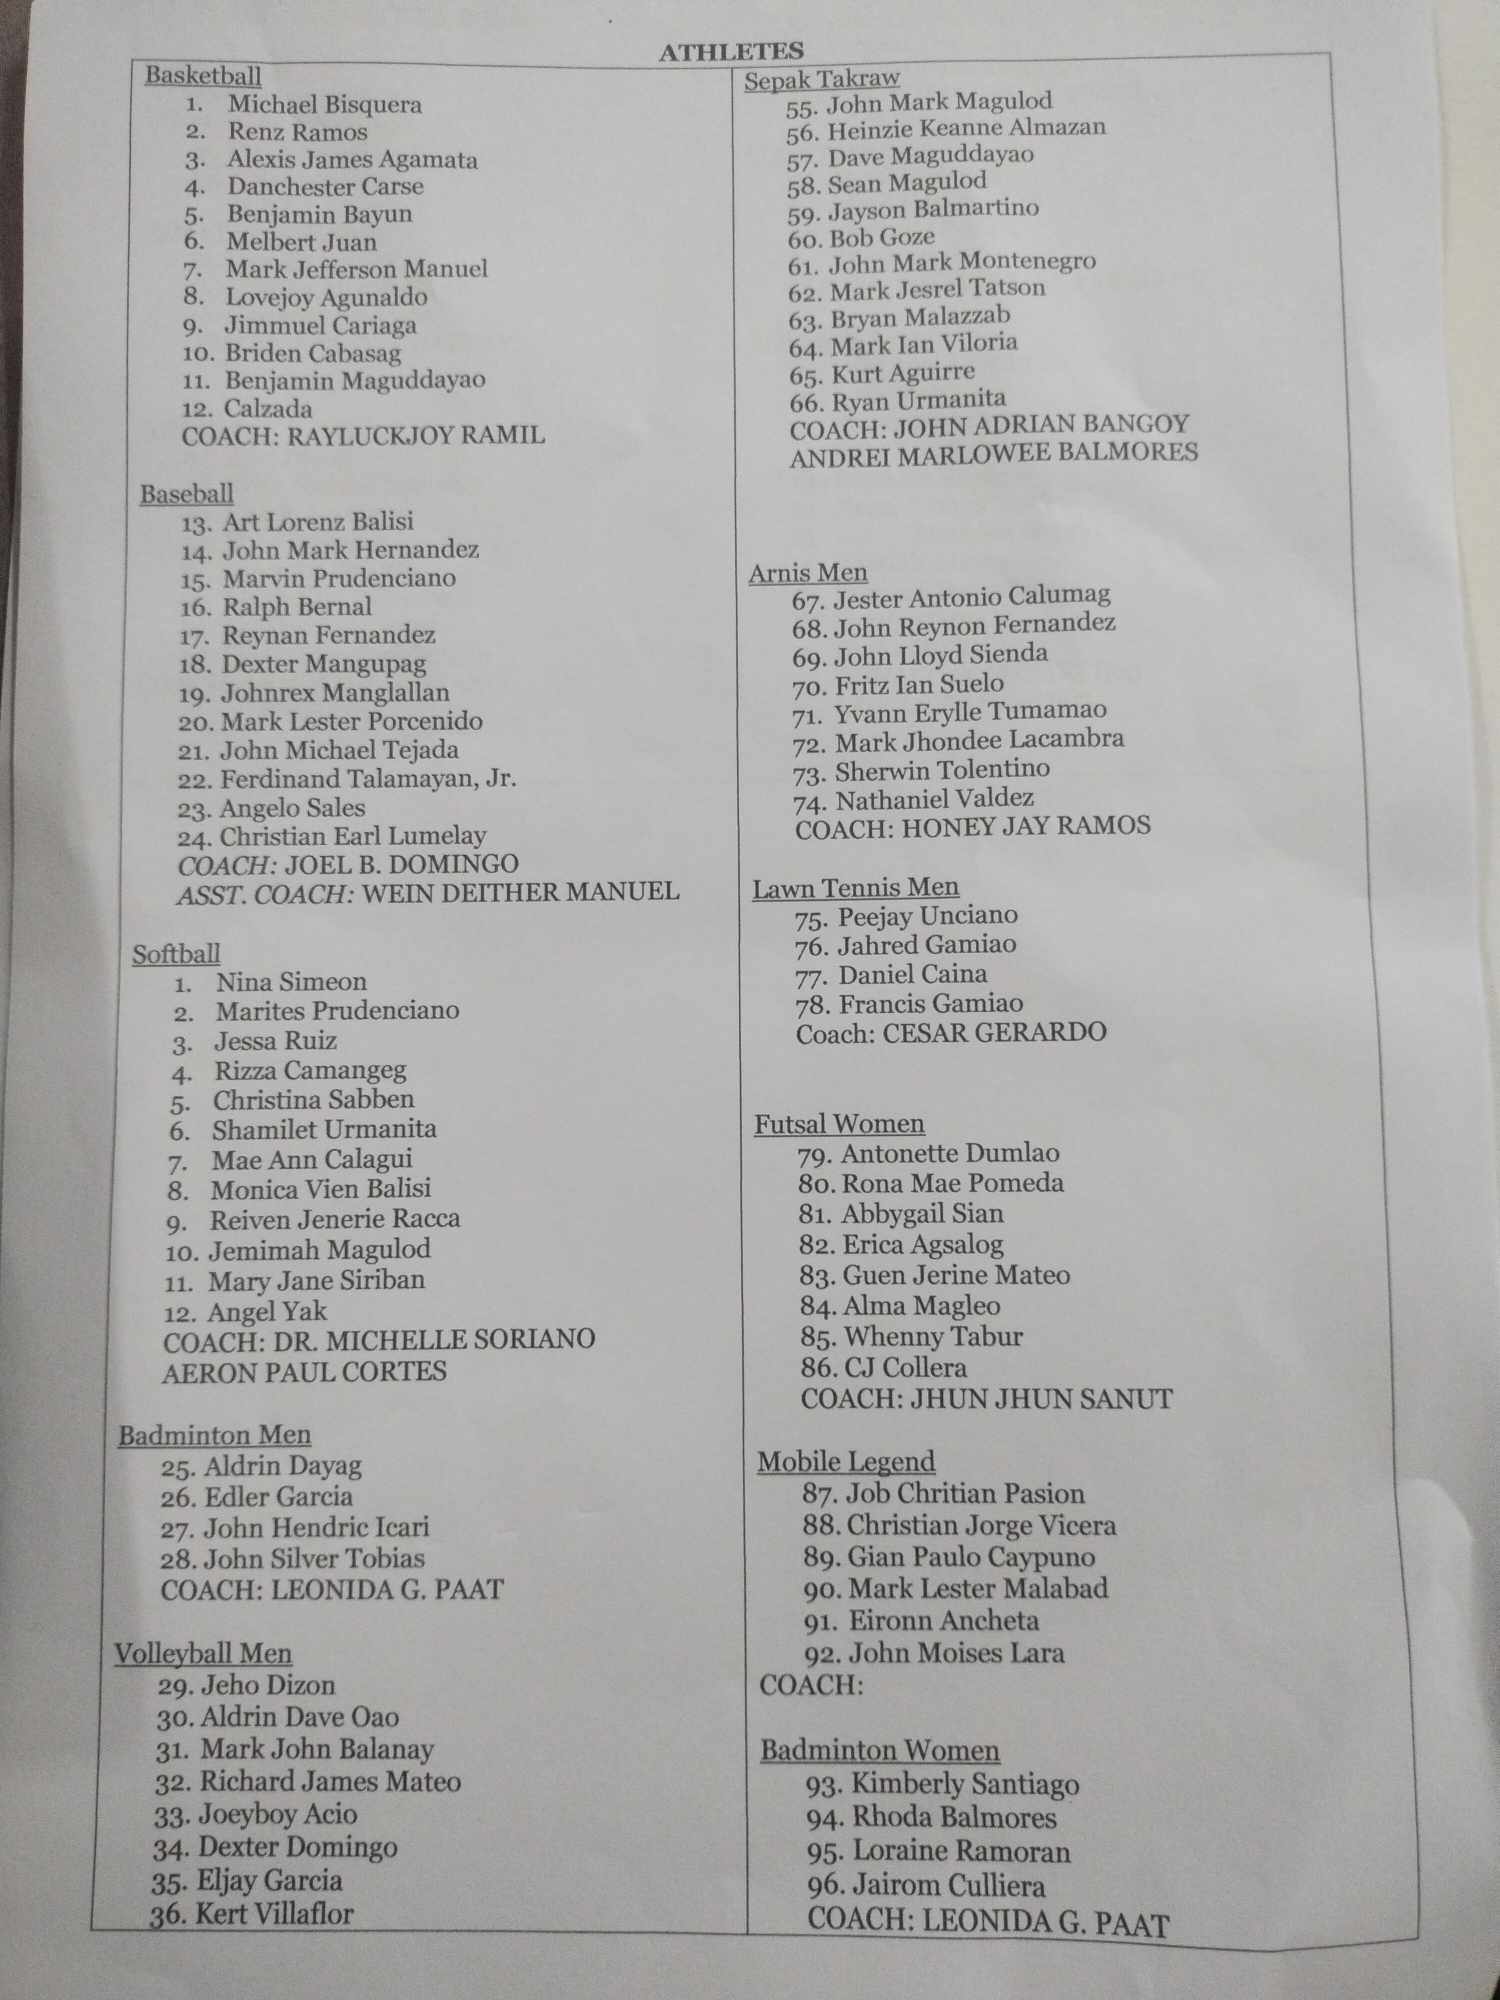 ATHLETES
Basketball
1. Michael Bisquera
2. Renz Ramos
3. Alexis James Agamata
4. Danchester Carse
5. Benjamin Bayun
6. Melbert Juan
7. Mark Jefferson Manuel
8. Lovejoy Agunaldo
9. Jimmuel Cariaga
10. Briden Cabasag
11. Benjamin Maguddayao
12. Calzada
COACH: RAYLUCKJOY RAMIL
Baseball
13. Art Lorenz Balisi
14. John Mark Hernandez
15. Marvin Prudenciano
16. Ralph Bernal
17. Reynan Fernandez
18. Dexter Mangupag
19. Johnrex Manglallan
20. Mark Lester Porcenido
21. John Michael Tejada
22. Ferdinand Talamayan, Jr.
23. Angelo Sales
24. Christian Earl Lumelay
COACH: JOEL B. DOMINGO
ASST. COACH: WEIN DEITHER MANUEL
Softball
1. Nina Simeon
2. Marites Prudenciano
3. Jessa Ruiz
4. Rizza Camangeg
5. Christina Sabben
6. Shamilet Urmanita
7. Mae Ann Calagui
8. Monica Vien Balisi
9. Reiven Jenerie Racca
10. Jemimah Magulod
11. Mary Jane Siriban
12. Angel Yak
COACH: DR. MICHELLE SORIANO
AERON PAUL CORTES
Badminton Men
25. Aldrin Dayag
26. Edler Garcia
27. John Hendric Icari
28. John Silver Tobias
COACH: LEONIDA G. PAAT
Volleyball Men
29. Jeho Dizon
30. Aldrin Dave Oao
31. Mark John Balanay
32. Richard James Mateo
33. Joeyboy Acio
34. Dexter Domingo
35. Eljay Garcia
36. Kert Villaflor
Sepak Takraw
55. John Mark Magulod
56. Heinzie Keanne Almazan
57. Dave Maguddayao
58. Sean Magulod
59. Jayson Balmartino
60. Bob Goze
61. John Mark Montenegro
62. Mark Jesrel Tatson
63. Bryan Malazzab
64. Mark Ian Viloria
65. Kurt Aguirre
66. Ryan Urmanita
COACH: JOHN ADRIAN BANGOY
ANDREI MARLOWEE BALMORES
Arnis Men
67. Jester Antonio Calumag
68. John Reynon Fernandez
69. John Lloyd Sienda
70. Fritz Ian Suelo
71. Yvann Erylle Tumamao
72. Mark Jhondee Lacambra
73. Sherwin Tolentino
74. Nathaniel Valdez
COACH: HONEY JAY RAMOS
Lawn Tennis Men
75. Peejay Unciano
76. Jahred Gamiao
77. Daniel Caina
78. Francis Gamiao
Coach: CESAR GERARDO
Futsal Women
79. Antonette Dumlao
80. Rona Mae Pomeda
81. Abbygail Sian
82. Erica Agsalog
83. Guen Jerine Mateo
84. Alma Magleo
85. Whenny Tabur
86. CJ Collera
COACH: JHUN JHUN SANUT
Mobile Legend
87. Job Chritian Pasion
88. Christian Jorge Vicera
89. Gian Paulo Caypuno
90. Mark Lester Malabad
91. Eironn Ancheta
92. John Moises Lara
COACH:
Badminton Women
93. Kimberly Santiago
94. Rhoda Balmores
95. Loraine Ramoran
96. Jairom Culliera
COACH: LEONIDA G. PAAT